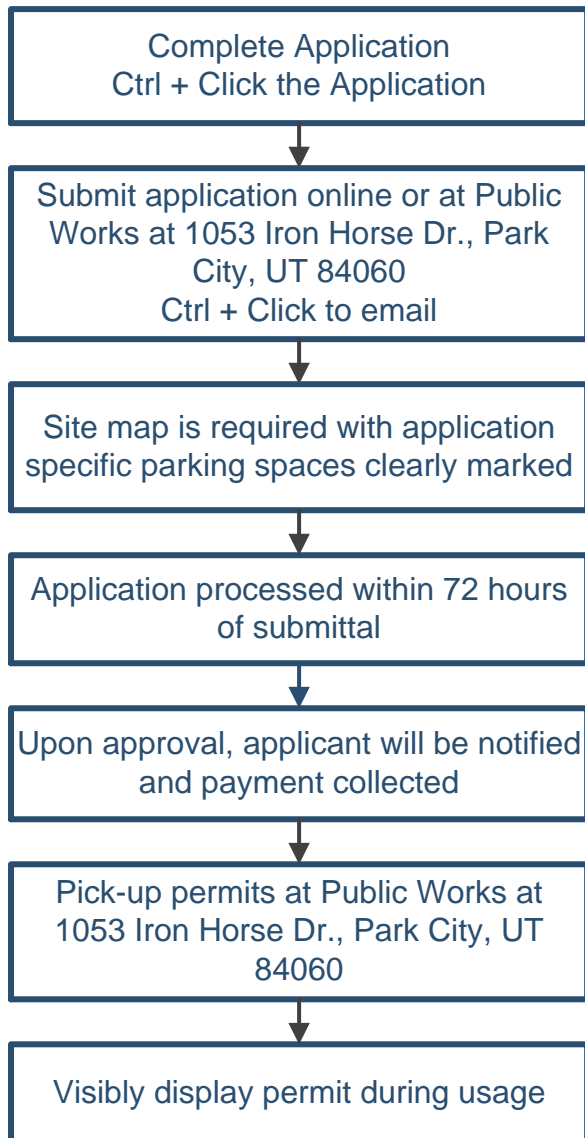 Complete Application
Ctrl + Click the Application
Submit application online or at Public
Works at 1053 Iron Horse Dr., Park
City, UT 84060
Ctrl + Click to email
Site map is required with application
specific parking spaces clearly marked
Application processed within 72 hours
of submittal
Upon approval, applicant will be notified
and payment collected
Pick-up permits at Public Works at
1053 Iron Horse Dr., Park City, UT
84060
Visibly display permit during usage